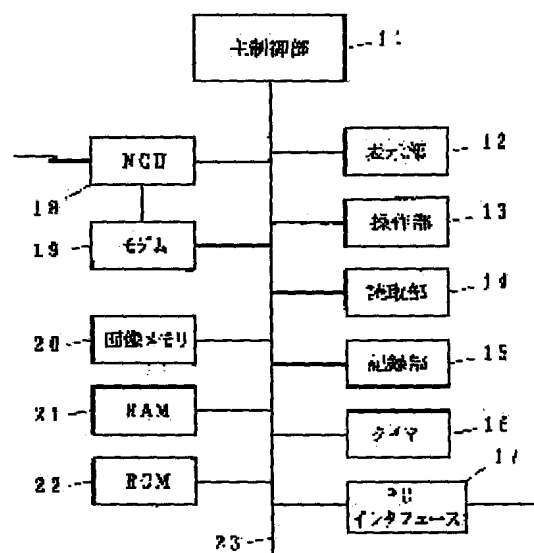 主制御部
11
NCU
18
表示部
12
モデム
19
操作部
13
読取部
14
画像メモリ
20
記録部
15
RAM
21
タイマ
16
ROM
22
PC
インタフェース
17
23